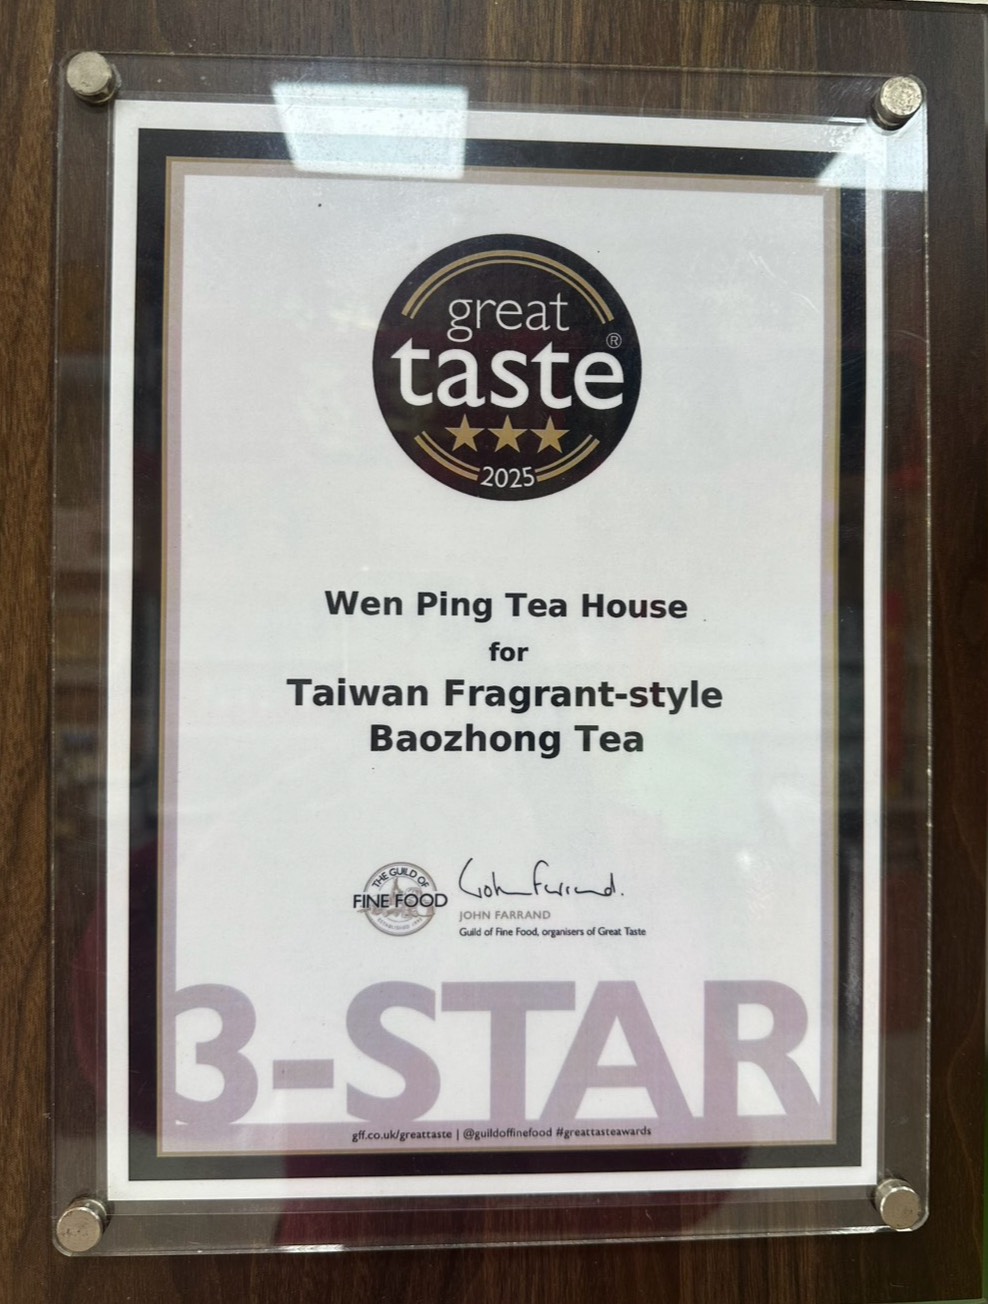 great
taste®
2025
Wen Ping Tea House
for
Taiwan Fragrant-style
Baozhong Tea
THE GUILD OF
FINE FOOD
John Farrand.
JOHN FARRAND
Guild of Fine Food, organisers of Great Taste
3-STAR
gff.co.uk/greattaste | @guildoffinefood #greattasteawards